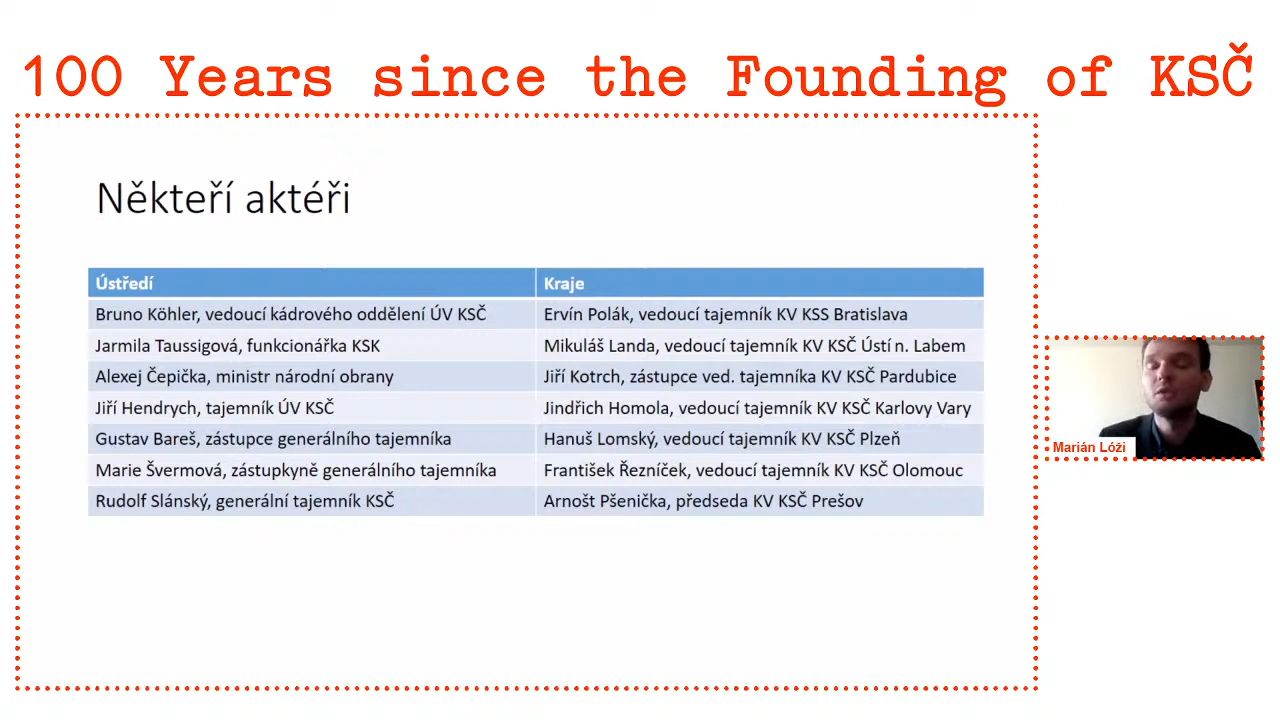 100 Years since the Founding of KSČ
Někteří aktéři
Ústředí Kraje
Bruno Köhler, vedoucí kádrového oddělení ÚV KSČ Ervín Polák, vedoucí tajemník KV KSS Bratislava
Jarmila Taussigová, funkcionářka KSK Mikuláš Landa, vedoucí tajemník KV KSČ Ústí n. Labem
Alexej Čepička, ministr národní obrany Jiří Kotrch, zástupce ved. tajemníka KV KSČ Pardubice
Jiří Hendrych, tajemník ÚV KSČ Jindřich Homola, vedoucí tajemník KV KSČ Karlovy Vary
Gustav Bareš, zástupce generálního tajemníka Hanuš Lomský, vedoucí tajemník KV KSČ Plzeň
Marie Švermová, zástupkyně generálního tajemníka František Řezníček, vedoucí tajemník KV KSČ Olomouc
Rudolf Slánský, generální tajemník KSČ Arnošt Pšenička, předseda KV KSČ Prešov
Marián Lóži